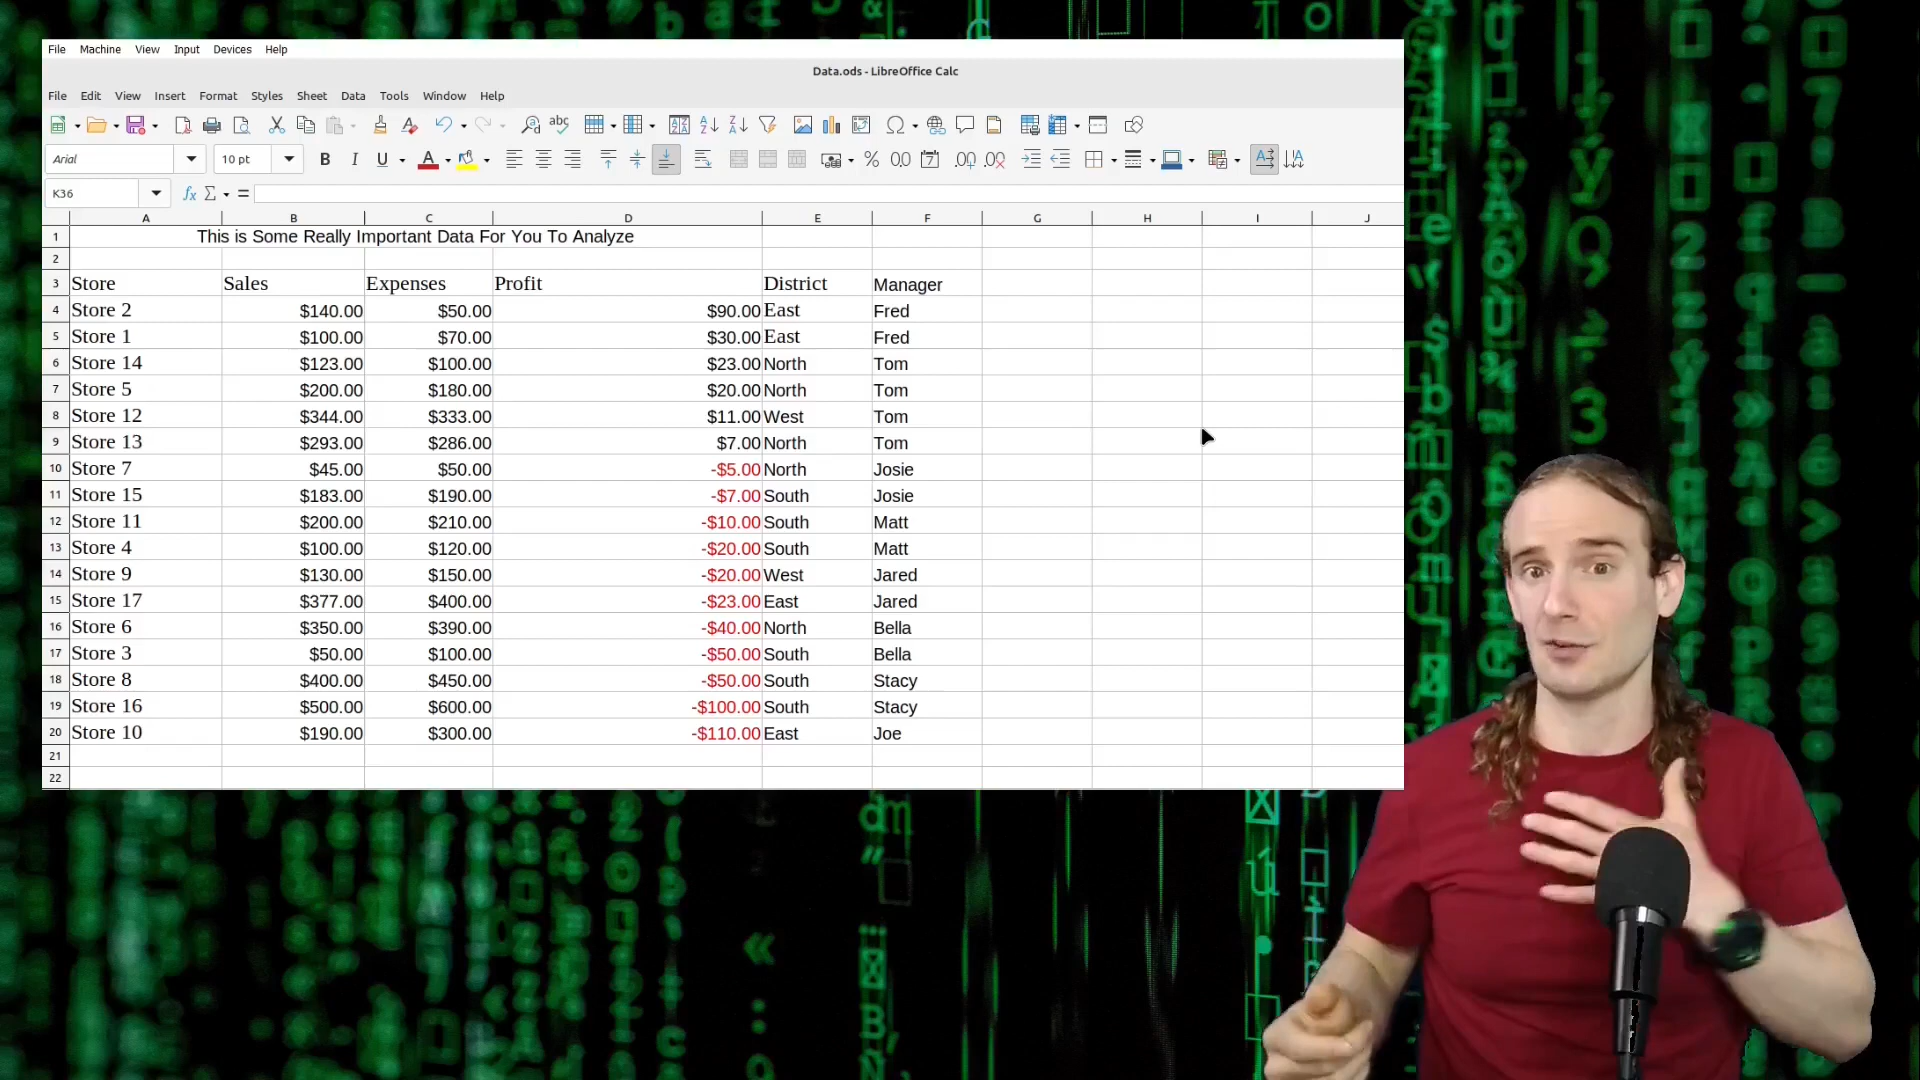 File Machine View Input Devices Help
Data.ods - LibreOffice Calc
File Edit View Insert Format Styles Sheet Data Tools Window Help
Arial 10 pt
K36
A B C D E F G H I J
1 This is Some Really Important Data For You To Analyze
2
3 Store Sales Expenses Profit District Manager
4 Store 2 $140.00 $50.00 $90.00 East Fred
5 Store 1 $100.00 $70.00 $30.00 East Fred
6 Store 14 $123.00 $100.00 $23.00 North Tom
7 Store 5 $200.00 $180.00 $20.00 North Tom
8 Store 12 $344.00 $333.00 $11.00 West Tom
9 Store 13 $293.00 $286.00 $7.00 North Tom
10 Store 7 $45.00 $50.00 -$5.00 North Josie
11 Store 15 $183.00 $190.00 -$7.00 South Josie
12 Store 11 $200.00 $210.00 -$10.00 South Matt
13 Store 4 $100.00 $120.00 -$20.00 South Matt
14 Store 9 $130.00 $150.00 -$20.00 West Jared
15 Store 17 $377.00 $400.00 -$23.00 East Jared
16 Store 6 $350.00 $390.00 -$40.00 North Bella
17 Store 3 $50.00 $100.00 -$50.00 South Bella
18 Store 8 $400.00 $450.00 -$50.00 South Stacy
19 Store 16 $500.00 $600.00 -$100.00 South Stacy
20 Store 10 $190.00 $300.00 -$110.00 East Joe
21
22